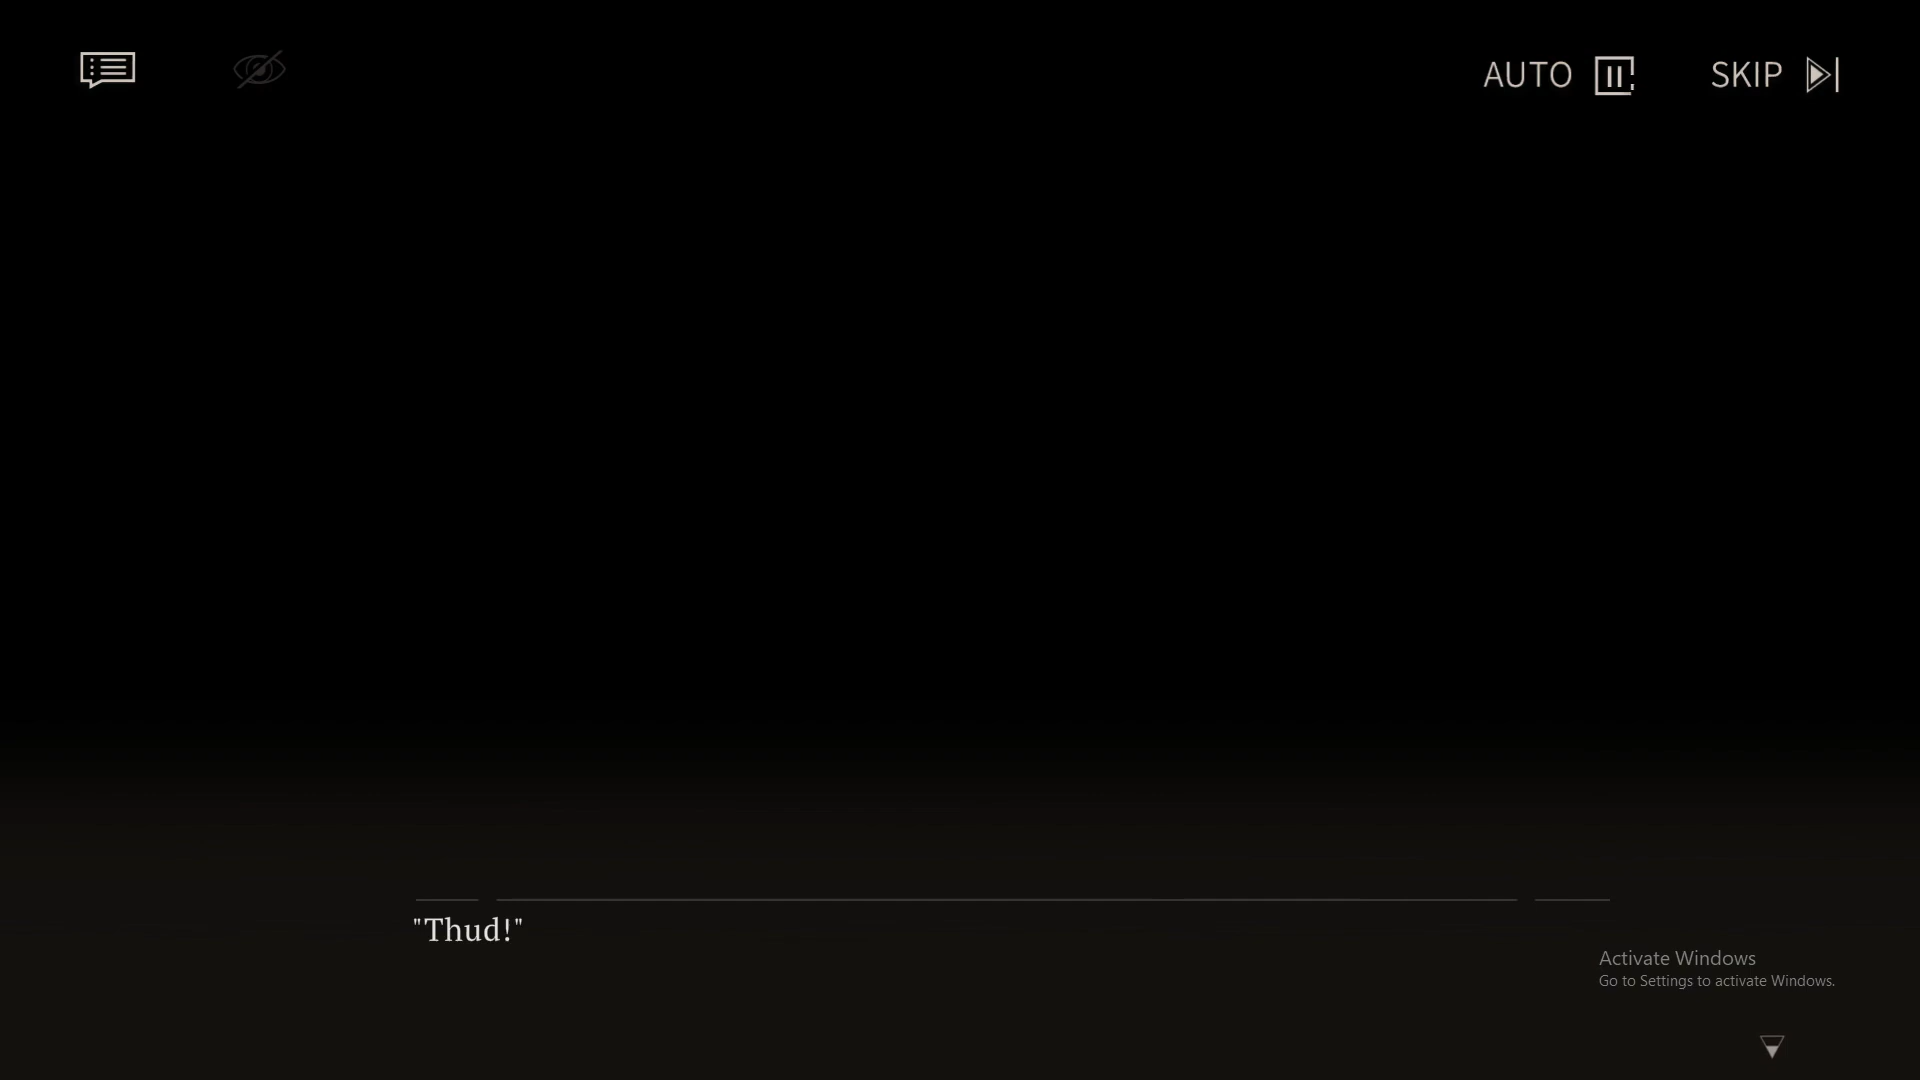 AUTO
SKIP
"Thud!"
Activate Windows
Go to Settings to activate Windows.